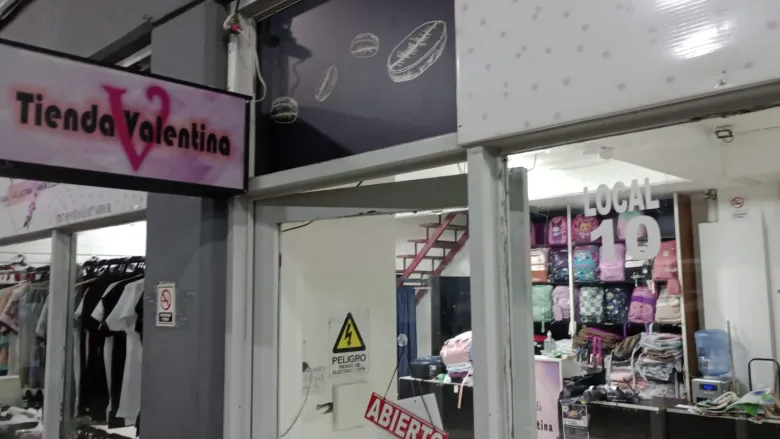 Tienda Valentina
LOCAL
10
PELIGRO
ABIERTO